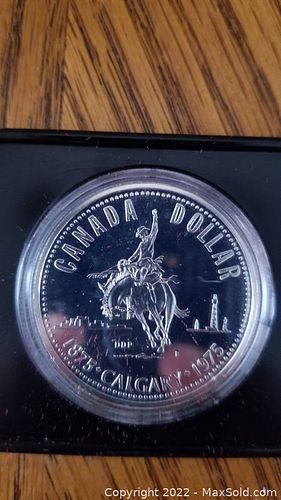 CANADA DOLLAR
1875 • CALGARY • 1975
Copyright © 2022 - MaxSold.com